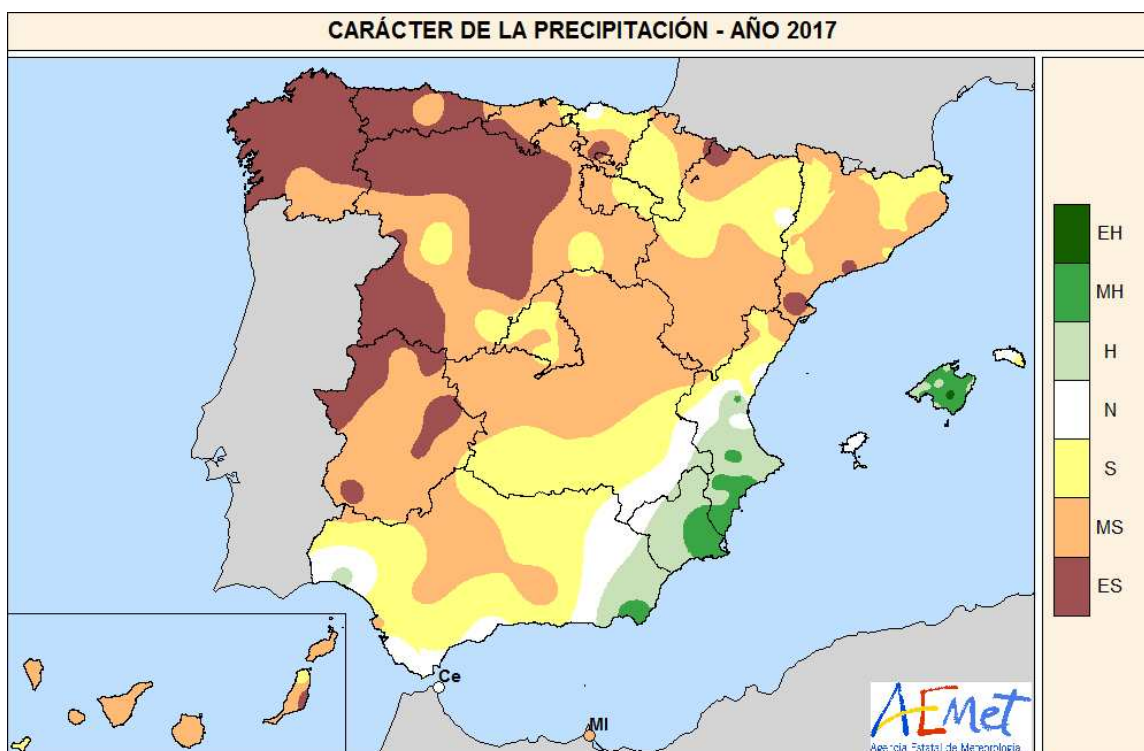 CARÁCTER DE LA PRECIPITACIÓN - AÑO 2017
EH
MH
H
N
S
MS
ES
Ce
Ml
AEMet
Agencia Estatal de Meteorología